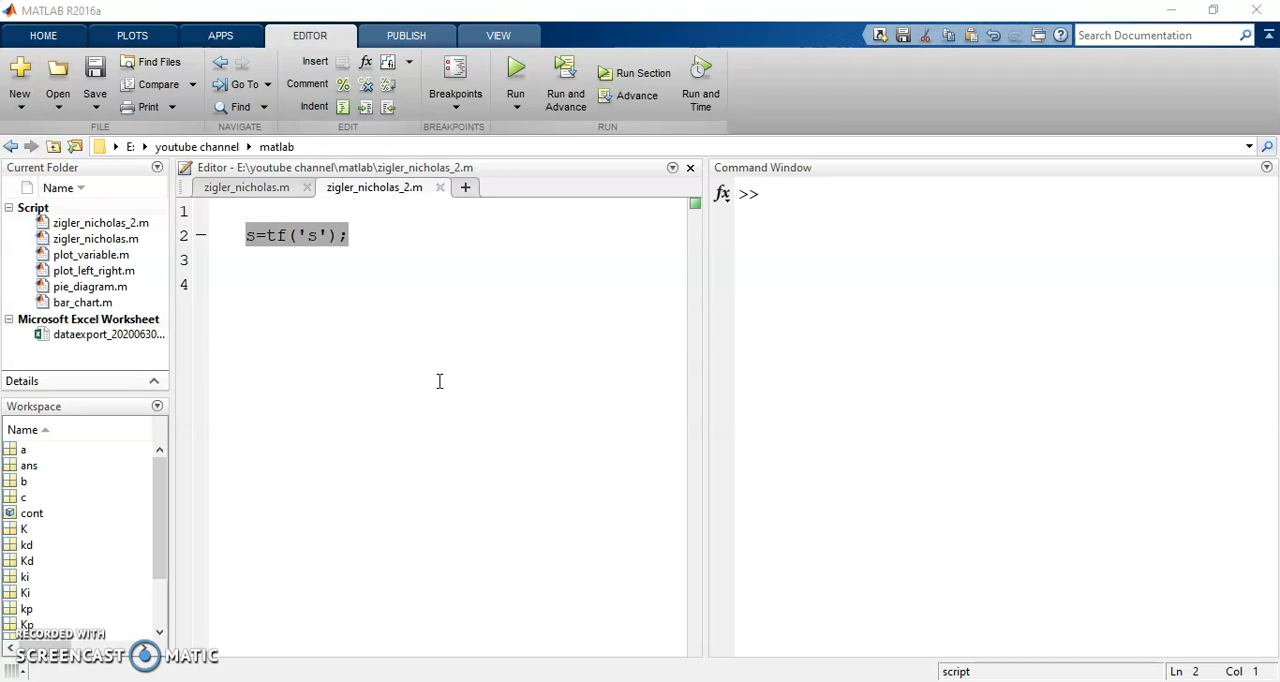 MATLAB R2016a
HOME PLOTS APPS EDITOR PUBLISH VIEW
Search Documentation
New Open Save Find Files Compare Print
FILE
Go To Find
NAVIGATE
Insert fx
Comment % %
Indent
EDIT
Breakpoints
BREAKPOINTS
Run Run and Advance Run Section Advance Run and Time
RUN
E: youtube channel matlab
Current Folder
Name
Script
zigler_nicholas_2.m
zigler_nicholas.m
plot_variable.m
plot_left_right.m
pie_diagram.m
bar_chart.m
Microsoft Excel Worksheet
dataexport_20200630...
Details
Workspace
Name
a
ans
b
c
cont
K
kd
Kd
ki
Ki
kp
Kp
RECORDED WITH
SCREENCAST MATIC
Editor - E:\youtube channel\matlab\zigler_nicholas_2.m
zigler_nicholas.m zigler_nicholas_2.m
1
2 s=tf('s');
3
4
Command Window
fx >>
script Ln 2 Col 1